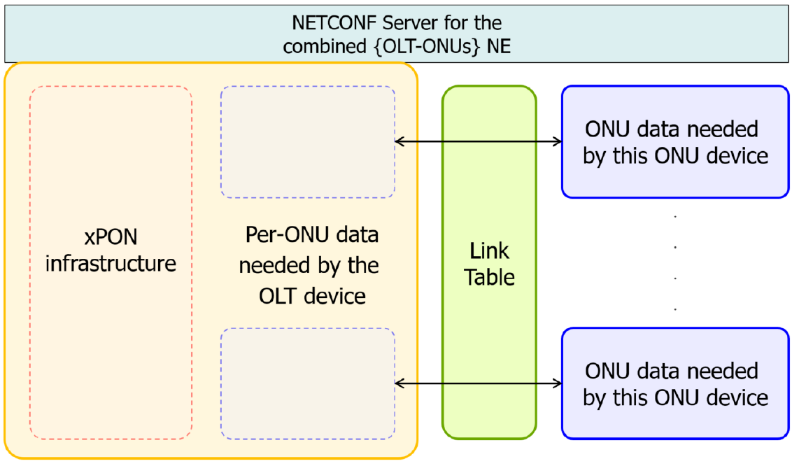 NETCONF Server for the
combined {OLT-ONUs} NE
xPON
infrastructure
Per-ONU data
needed by the
OLT device
Link
Table
ONU data needed
by this ONU device
ONU data needed
by this ONU device